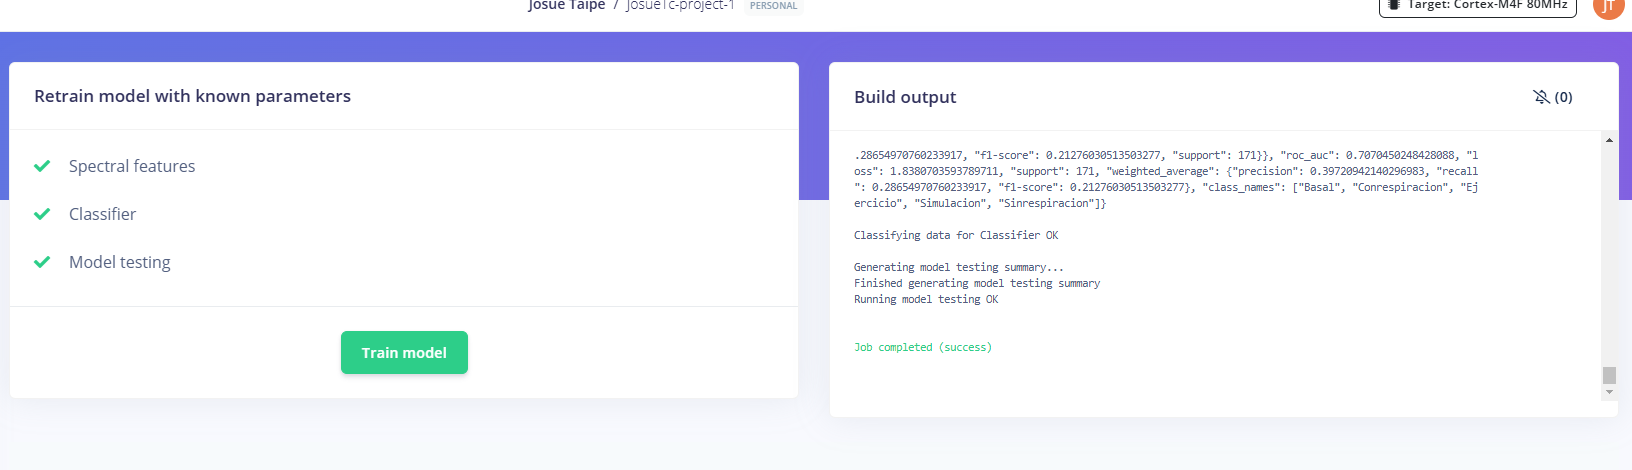 Josue Taipe / JosueTc-project-1 PERSONAL
Target: Cortex-M4F 80MHz
JT
Retrain model with known parameters
Spectral features
Classifier
Model testing
Train model
Build output
(0)
.28654970760233917, "f1-score": 0.21276030513503277, "support": 171}}, "roc_auc": 0.7070450248428088, "l
oss": 1.8380703593789711, "support": 171, "weighted_average": {"precision": 0.39720942140296983, "recall
": 0.28654970760233917, "f1-score": 0.21276030513503277}, "class_names": ["Basal", "Conrespiracion", "Ej
ercicio", "Simulacion", "Sinrespiracion"]}
Classifying data for Classifier OK
Generating model testing summary...
Finished generating model testing summary
Running model testing OK
Job completed (success)